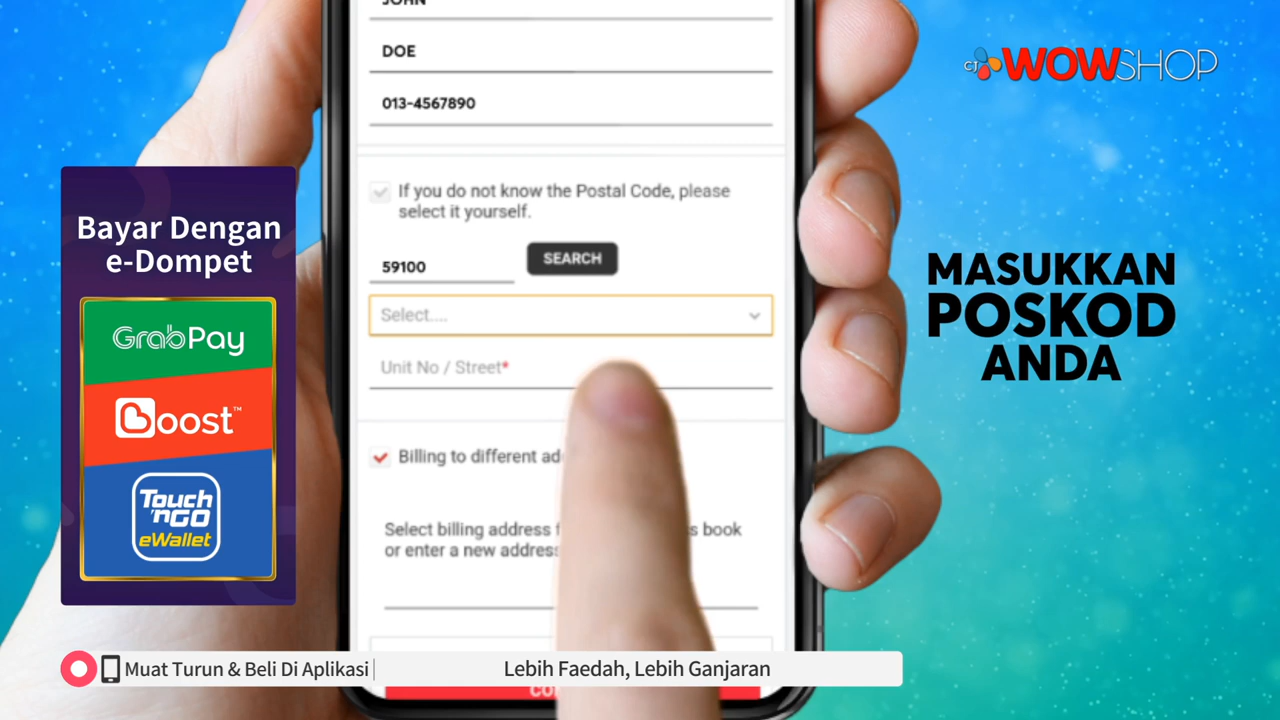 JOHN
DOE
013-4567890
CJ WOWSHOP
If you do not know the Postal Code, please
select it yourself.
Bayar Dengan
e-Dompet
59100
SEARCH
MASUKKAN
POSKOD
ANDA
Select....
GrabPay
Unit No / Street*
Boost™
Billing to different
Touch
'nGO
eWallet
Select billing address
book
or enter a new address
Muat Turun & Beli Di Aplikasi
Lebih Faedah, Lebih Ganjaran